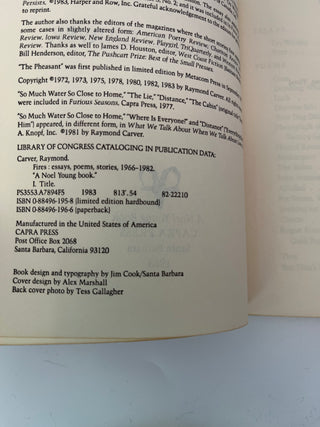 Persists, 1983, Harper and Row, Inc. Grateful acknowledgement
to reprint.
The author also thanks the editors of the magazines where the short
some cases in slightly altered form: American Poetry Review,
Review, Iowa Review, New England Review, Playgirl, TriQuarterly, and
Review. Thanks as well to James D. Houston, editor, West Coast Fiction
Bill Henderson, editor, The Pushcart Prize: Best of the Small Presses
"The Pheasant" was first published in limited edition by Metacom Press in
Copyright ©1972, 1973, 1975, 1978, 1980, 1982, 1983 by Raymond Carver. All
"So Much Water So Close to Home," "The Lie," "Distance," "The Cabin"
were included in Furious Seasons, Capra Press, 1977.
"So Much Water So Close to Home," "Where Is Everyone" and "Distance"
Him") appeared, in different form, in What We Talk About When We Talk
A. Knopf, Inc. ©1981 by Raymond Carver.
LIBRARY OF CONGRESS CATALOGING IN PUBLICATION DATA:
Carver, Raymond.
Fires : essays, poems, stories, 1966-1982.
"A Noel Young book."
I. Title.
PS3553.A7894F5 1983 813'.54 82-22210
ISBN 0-88496-195-8 [limited edition hardbound]
ISBN 0-88496-196-6 (paperback)
Manufactured in the United States of America
CAPRA PRESS
Post Office Box 2068
Santa Barbara, California 93120
Book design and typography by Jim Cook/Santa Barbara
Cover design by Alex Marshall
Back cover photo by Tess Gallagher